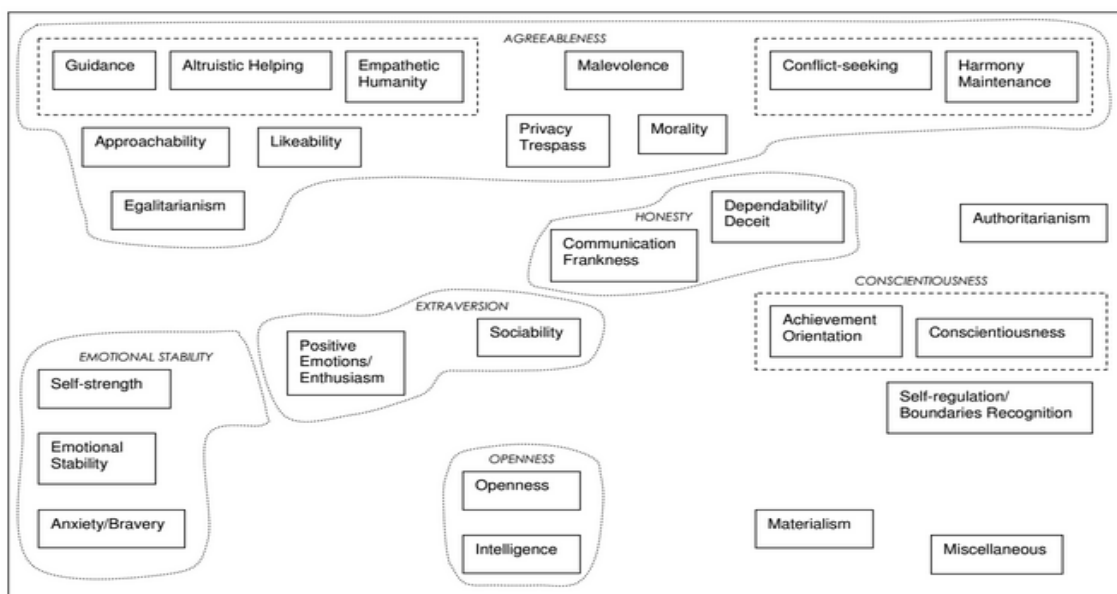 AGREEABLENESS
Guidance
Altruistic Helping
Empathetic
Humanity
Malevolence
Conflict-seeking
Harmony
Maintenance
Approachability
Likeability
Privacy
Trespass
Morality
Egalitarianism
HONESTY
Dependability/
Deceit
Communication
Frankness
Authoritarianism
CONSCIENTIOUSNESS
Achievement
Orientation
Conscientiousness
Self-regulation/
Boundaries Recognition
EXTRAVERSION
Sociability
Positive
Emotions/
Enthusiasm
EMOTIONAL STABILITY
Self-strength
Emotional
Stability
Anxiety/Bravery
OPENNESS
Openness
Intelligence
Materialism
Miscellaneous